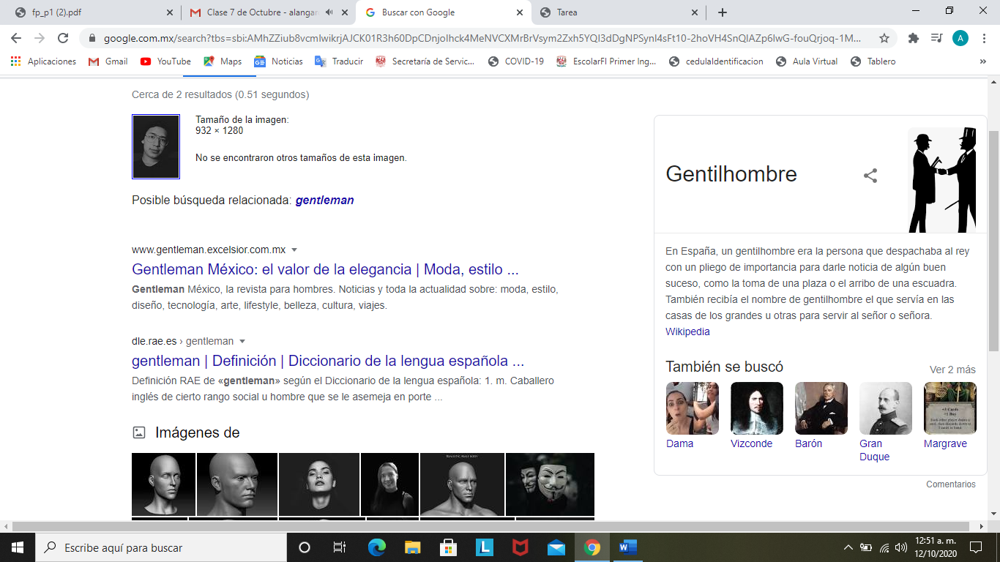 fp_p1 (2).pdf
Clase 7 de Octubre - alangar
Buscar con Google
Tarea
google.com.mx/search?tbs=sbi:
Aplicaciones
Gmail
YouTube
Maps
Noticias
Traducir
Secretaría de Servic...
COVID-19
EscolarFI Primer Ing...
cedulaIdentificacion
Aula Virtual
Tablero
»
A
Cerca de 2 resultados (0.51 segundos)
Tamaño de la imagen:
932 × 1280
No se encontraron otros tamaños de esta imagen.
Posible búsqueda relacionada: gentleman
www.gentleman.excelsior.com.mx
Gentleman México: el valor de la elegancia | Moda, estilo ...
Gentleman México, la revista para hombres. Noticias y toda la actualidad sobre: moda, estilo,
diseño, tecnología, arte, lifestyle, belleza, cultura, viajes.
dle.rae.es › gentleman
gentleman | Definición | Diccionario de la lengua española ...
Definición RAE de «gentleman» según el Diccionario de la lengua española: 1. m. Caballero
inglés de cierto rango social u hombre que se le asemeja en porte ...
Imágenes de
REALISTIC MALE BODY
Gentilhombre
En España, un gentilhombre era la persona que despachaba al rey
con un pliego de importancia para darle noticia de algún buen
suceso, como la toma de una plaza o el arribo de una escuadra.
También recibía el nombre de gentilhombre el que servía en las
casas de los grandes u otras para servir al señor o señora.
Wikipedia
También se buscó
Ver 2 más
+3 Cards
+1 Buy
Dama
Vizconde
Barón
Gran
Duque
Margrave
Comentarios
Escribe aquí para buscar
L
W
12:51 a. m.
12/10/2020